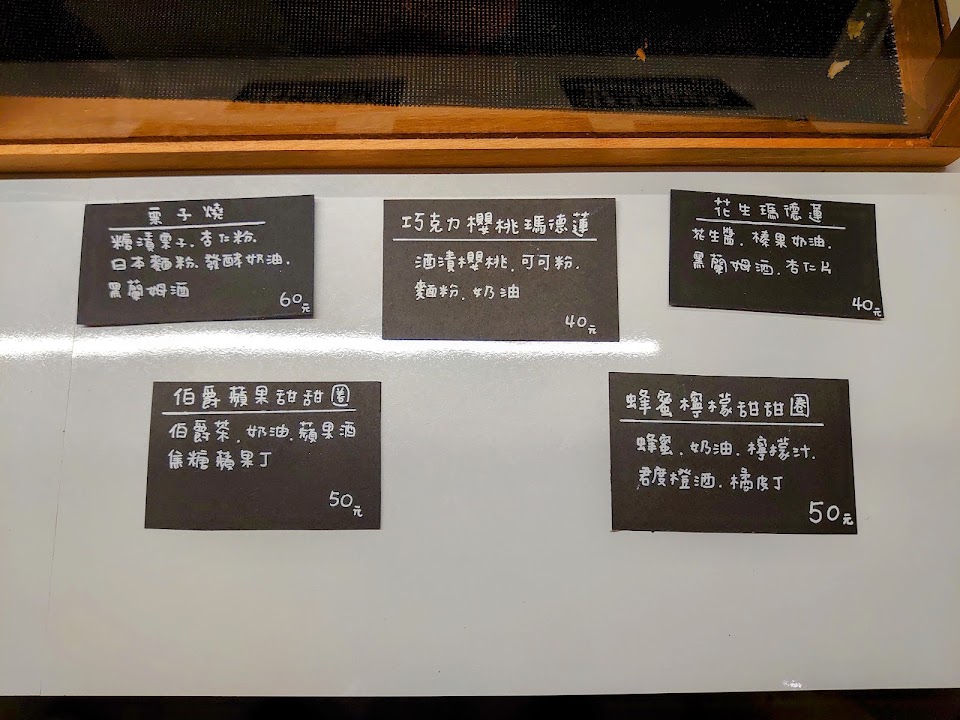 栗子燒
糖漬栗子.杏仁粉.
日本麵粉.發酵奶油.
黑蘭姆酒
60元
巧克力櫻桃瑪德蓮
酒漬櫻桃.可可粉.
麵粉.奶油
40元
花生瑪德蓮
花生醬.榛果奶油.
黑蘭姆酒.杏仁片
40元
伯爵蘋果甜甜圈
伯爵茶.奶油.蘋果酒
焦糖蘋果丁
50元
蜂蜜檸檬甜甜圈
蜂蜜.奶油.檸檬汁.
君度橙酒.橘皮丁
50元